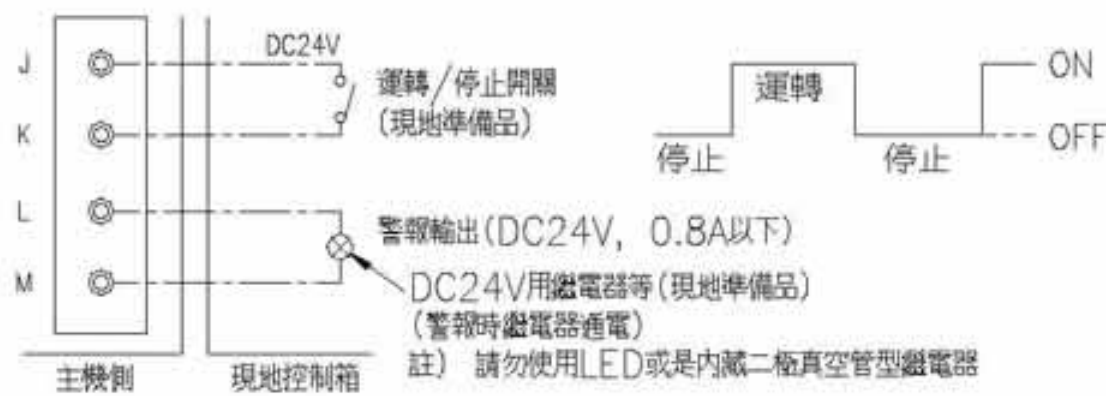 J
DC24V
K
運轉/停止開關
(現地準備品)
L
M
警報輸出(DC24V, 0.8A以下)
DC24V用繼電器等(現地準備品)
(警報時繼電器通電)
註) 請勿使用LED或是內藏二極真空管型繼電器
主機側
現地控制箱
停止
運轉
停止
ON
OFF